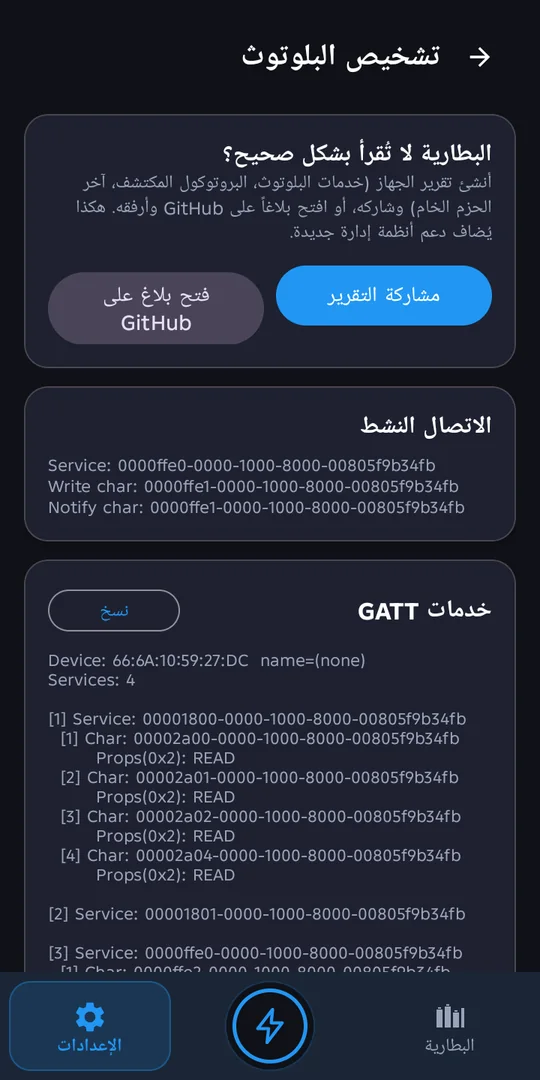 تشخيص البلوتوث
البطارية لا تُقرأ بشكل صحيح؟
أنشئ تقرير الجهاز (خدمات البلوتوث، البروتوكول المكتشف، آخر
الحزم الخام) وشاركه، أو افتح بلاغاً على GitHub وأرفقه. هكذا
يُضاف دعم أنظمة إدارة جديدة.
مشاركة التقرير
فتح بلاغ على
GitHub
الاتصال النشط
Service: 0000ffe0-0000-1000-8000-00805f9b34fb
Write char: 0000ffe1-0000-1000-8000-00805f9b34fb
Notify char: 0000ffe1-0000-1000-8000-00805f9b34fb
خدمات GATT
نسخ
Device: 66:6A:10:59:27:DC name=(none)
Services: 4
[1] Service: 00001800-0000-1000-8000-00805f9b34fb
[1] Char: 00002a00-0000-1000-8000-00805f9b34fb
Props(0x2): READ
[2] Char: 00002a01-0000-1000-8000-00805f9b34fb
Props(0x2): READ
[3] Char: 00002a02-0000-1000-8000-00805f9b34fb
Props(0x2): READ
[4] Char: 00002a04-0000-1000-8000-00805f9b34fb
Props(0x2): READ
[2] Service: 00001801-0000-1000-8000-00805f9b34fb
[3] Service: 0000ffe0-0000-1000-8000-00805f9b34fb
[1] Char: 0000ffe2-0000-1000-8000-00805f9b34fb
البطارية
الإعدادات